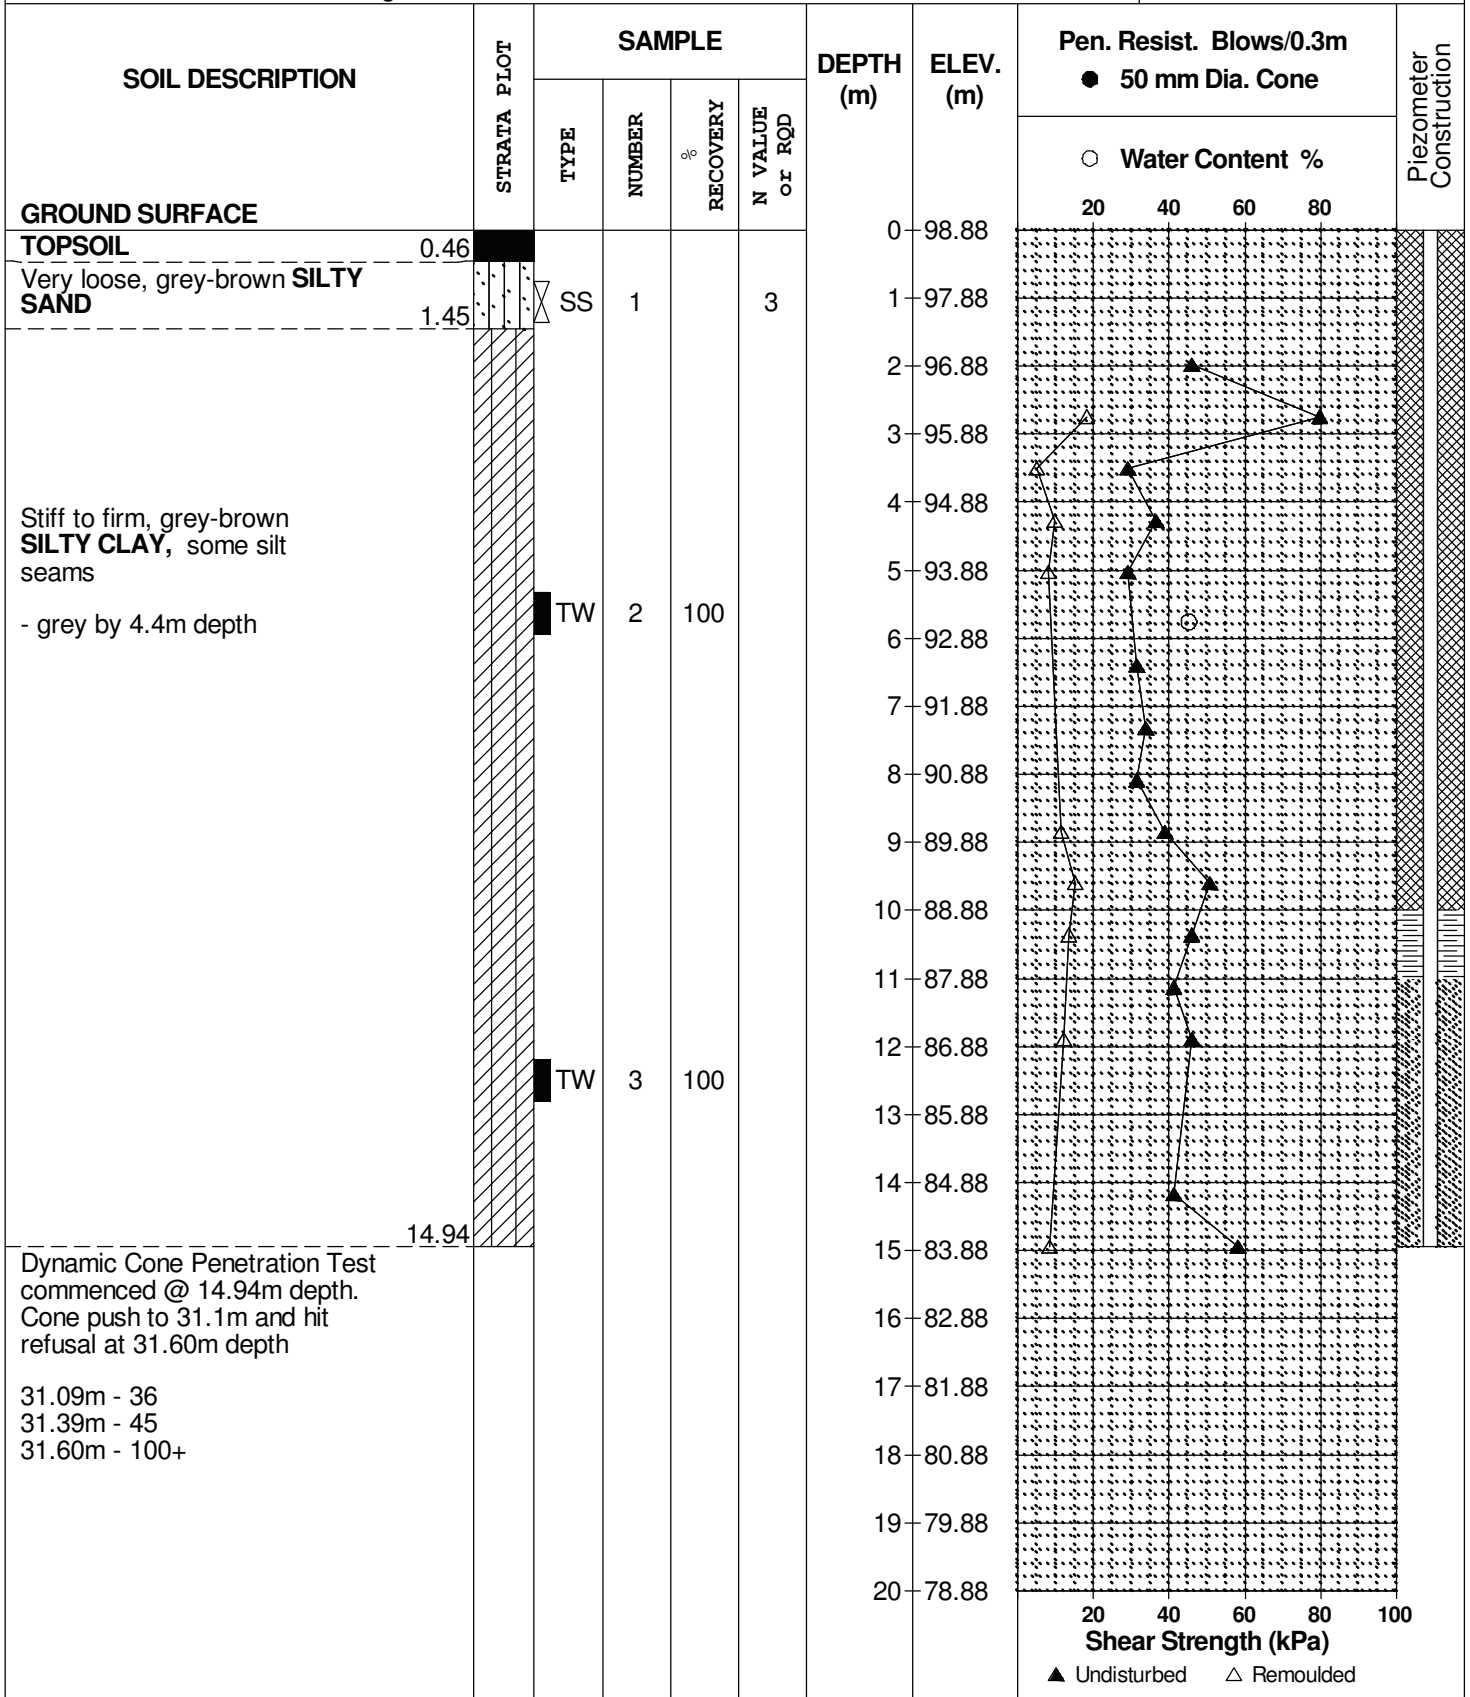 SOIL DESCRIPTION
GROUND SURFACE
STRATA PLOT
SAMPLE
TYPE
NUMBER
%
RECOVERY
N VALUE
or RQD
DEPTH
(m)
ELEV.
(m)
Pen. Resist. Blows/0.3m
50 mm Dia. Cone
Water Content %
20 40 60 80
Piezometer
Construction
TOPSOIL
0.46
Very loose, grey-brown SILTY
SAND
1.45
SS 1 3
Stiff to firm, grey-brown
SILTY CLAY, some silt
seams
- grey by 4.4m depth
TW 2 100
TW 3 100
14.94
Dynamic Cone Penetration Test
commenced @ 14.94m depth.
Cone push to 31.1m and hit
refusal at 31.60m depth
31.09m - 36
31.39m - 45
31.60m - 100+
0 98.88
1 97.88
2 96.88
3 95.88
4 94.88
5 93.88
6 92.88
7 91.88
8 90.88
9 89.88
10 88.88
11 87.88
12 86.88
13 85.88
14 84.88
15 83.88
16 82.88
17 81.88
18 80.88
19 79.88
20 78.88
20 40 60 80 100
Shear Strength (kPa)
Undisturbed Remoulded